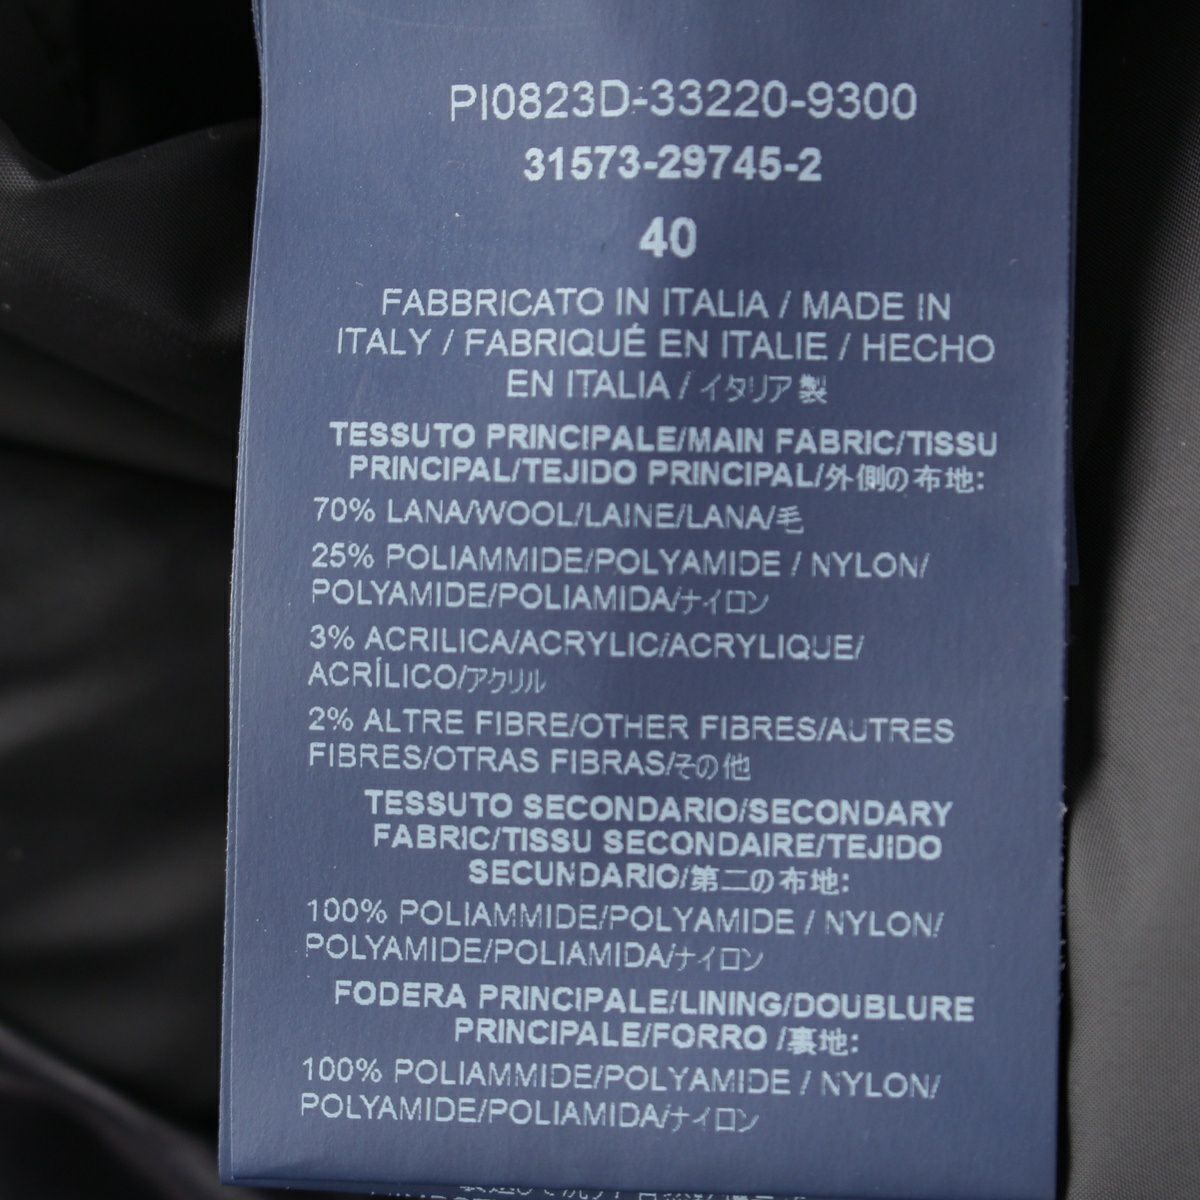 PI0823D-33220-9300
31573-29745-2
40
FABBRICATO IN ITALIA / MADE IN
ITALY / FABRIQUÉ EN ITALIE / HECHO
EN ITALIA / イタリア製
TESSUTO PRINCIPALE/MAIN FABRIC/TISSU
PRINCIPAL/TEJIDO PRINCIPAL/外側の布地:
70% LANA/WOOL/LAINE/LANA/毛
25% POLIAMMIDE/POLYAMIDE / NYLON/
POLYAMIDE/POLIAMIDA/ナイロン
3% ACRILICA/ACRYLIC/ACRYLIQUE/
ACRÍLICO/アクリル
2% ALTRE FIBRE/OTHER FIBRES/AUTRES
FIBRES/OTRAS FIBRAS/その他
TESSUTO SECONDARIO/SECONDARY
FABRIC/TISSU SECONDAIRE/TEJIDO
SECUNDARIO/第二の布地:
100% POLIAMMIDE/POLYAMIDE / NYLON/
POLYAMIDE/POLIAMIDA/ナイロン
FODERA PRINCIPALE/LINING/DOUBLURE
PRINCIPALE/FORRO /裏地:
100% POLIAMMIDE/POLYAMIDE / NYLON/
POLYAMIDE/POLIAMIDA/ナイロン